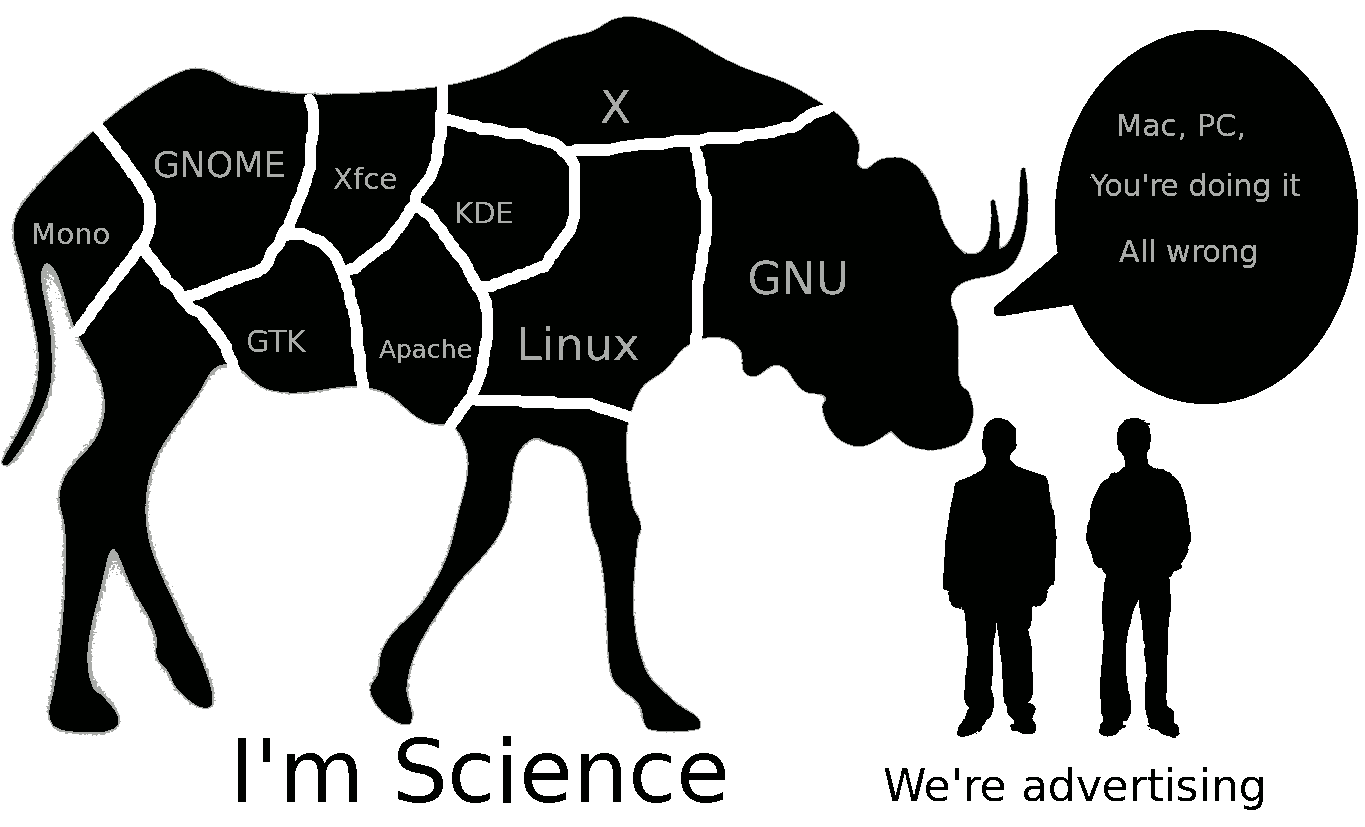 X
GNOME
Xfce
KDE
Mono
GNU
GTK
Apache
Linux
Mac, PC,
You're doing it
All wrong
I'm Science
We're advertising